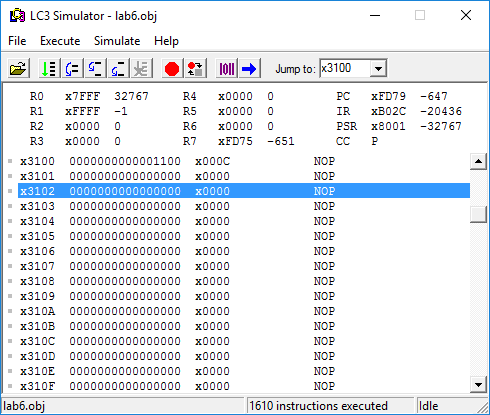 LC3 Simulator - lab6.obj
File Execute Simulate Help
Jump to: x3100
R0 x7FFF 32767 R4 x0000 0 PC xFD79 -647
R1 xFFFF -1 R5 x0000 0 IR xB02C -20436
R2 x0000 0 R6 x0000 0 PSR x8001 -32767
R3 x0000 0 R7 xFD75 -651 CC P
x3100 0000000000001100 x000C NOP
x3101 0000000000000000 x0000 NOP
x3102 0000000000000000 x0000 NOP
x3103 0000000000000000 x0000 NOP
x3104 0000000000000000 x0000 NOP
x3105 0000000000000000 x0000 NOP
x3106 0000000000000000 x0000 NOP
x3107 0000000000000000 x0000 NOP
x3108 0000000000000000 x0000 NOP
x3109 0000000000000000 x0000 NOP
x310A 0000000000000000 x0000 NOP
x310B 0000000000000000 x0000 NOP
x310C 0000000000000000 x0000 NOP
x310D 0000000000000000 x0000 NOP
x310E 0000000000000000 x0000 NOP
x310F 0000000000000000 x0000 NOP
lab6.obj 1610 instructions executed Idle